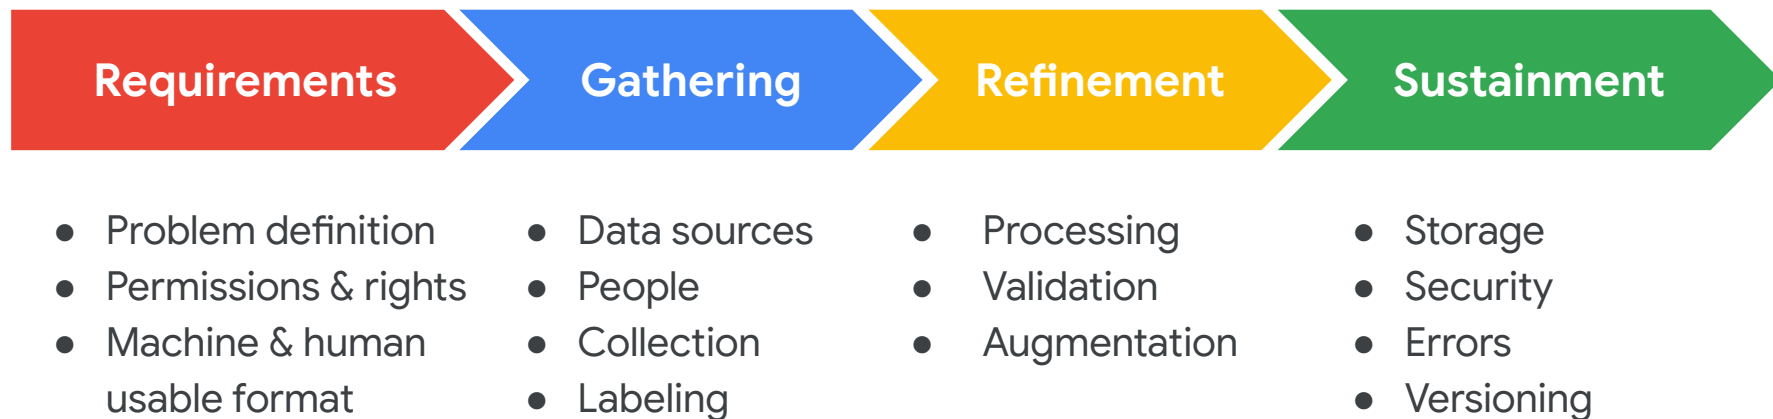 Requirements
Gathering
Refinement
Sustainment
● Problem definition
● Permissions & rights
● Machine & human
usable format
● Data sources
● People
● Collection
● Labeling
● Processing
● Validation
● Augmentation
● Storage
● Security
● Errors
● Versioning